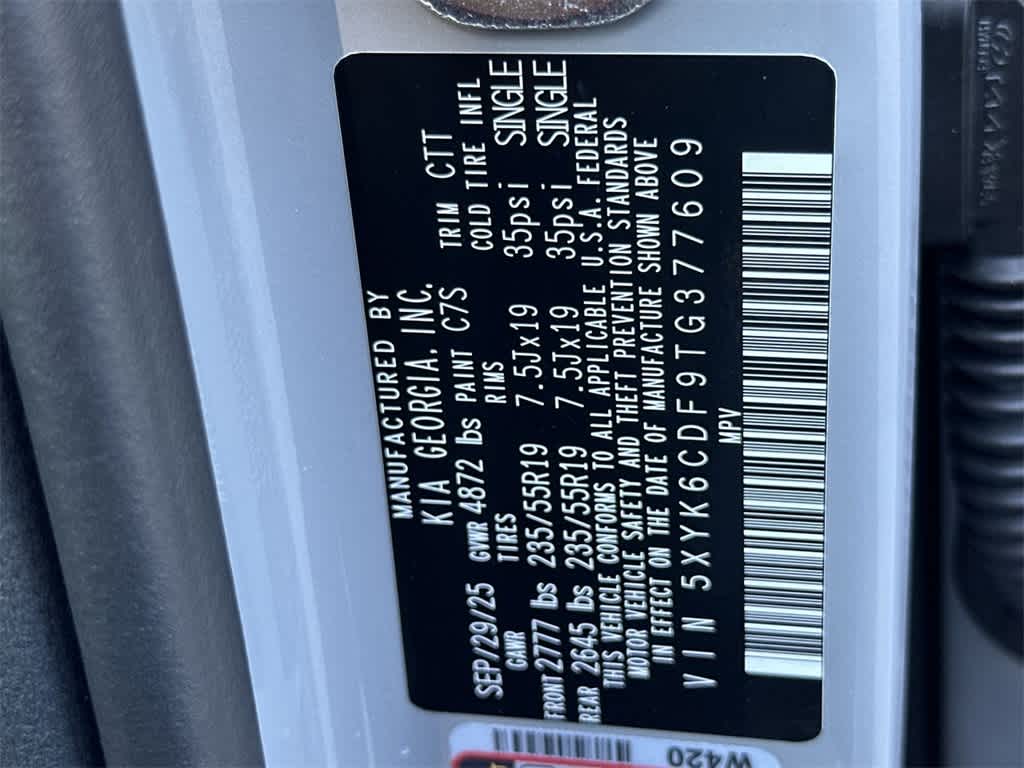 MANUFACTURED BY
KIA GEORGIA, INC.
SEP/29/25 GVWR 4872 lbs PAINT C7S TRIM CTT
GAWR TIRES RIMS COLD TIRE INFL
FRONT 2777 lbs 235/55R19 7.5Jx19 35psi SINGLE
REAR 2645 lbs 235/55R19 7.5Jx19 35psi SINGLE
THIS VEHICLE CONFORMS TO ALL APPLICABLE U.S.A. FEDERAL
MOTOR VEHICLE SAFETY AND THEFT PREVENTION STANDARDS
IN EFFECT ON THE DATE OF MANUFACTURE SHOWN ABOVE
VIN 5XYK6CDF9TG377609
MPV
W420